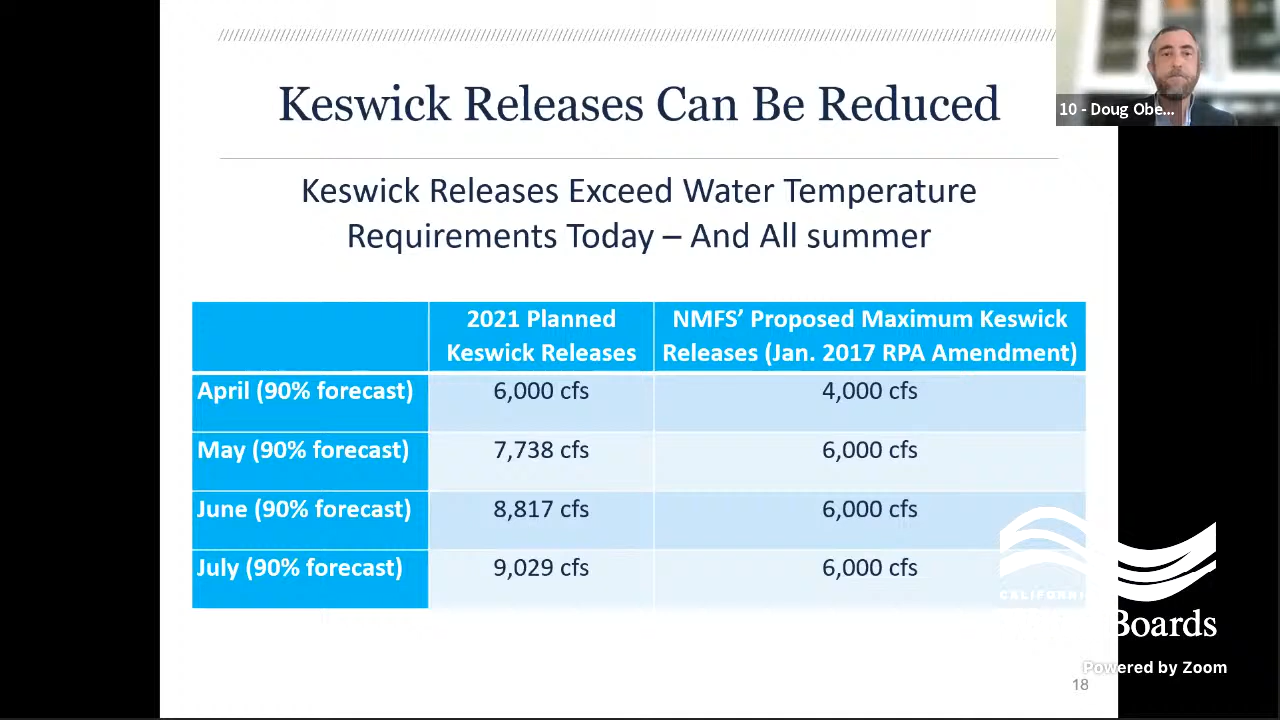 10 - Doug Obe...
Keswick Releases Can Be Reduced
Keswick Releases Exceed Water Temperature
Requirements Today – And All summer
2021 Planned
Keswick Releases
NMFS’ Proposed Maximum Keswick
Releases (Jan. 2017 RPA Amendment)
April (90% forecast) 6,000 cfs 4,000 cfs
May (90% forecast) 7,738 cfs 6,000 cfs
June (90% forecast) 8,817 cfs 6,000 cfs
July (90% forecast) 9,029 cfs 6,000 cfs
CALIFORNI
Boards
Powered by Zoom
18